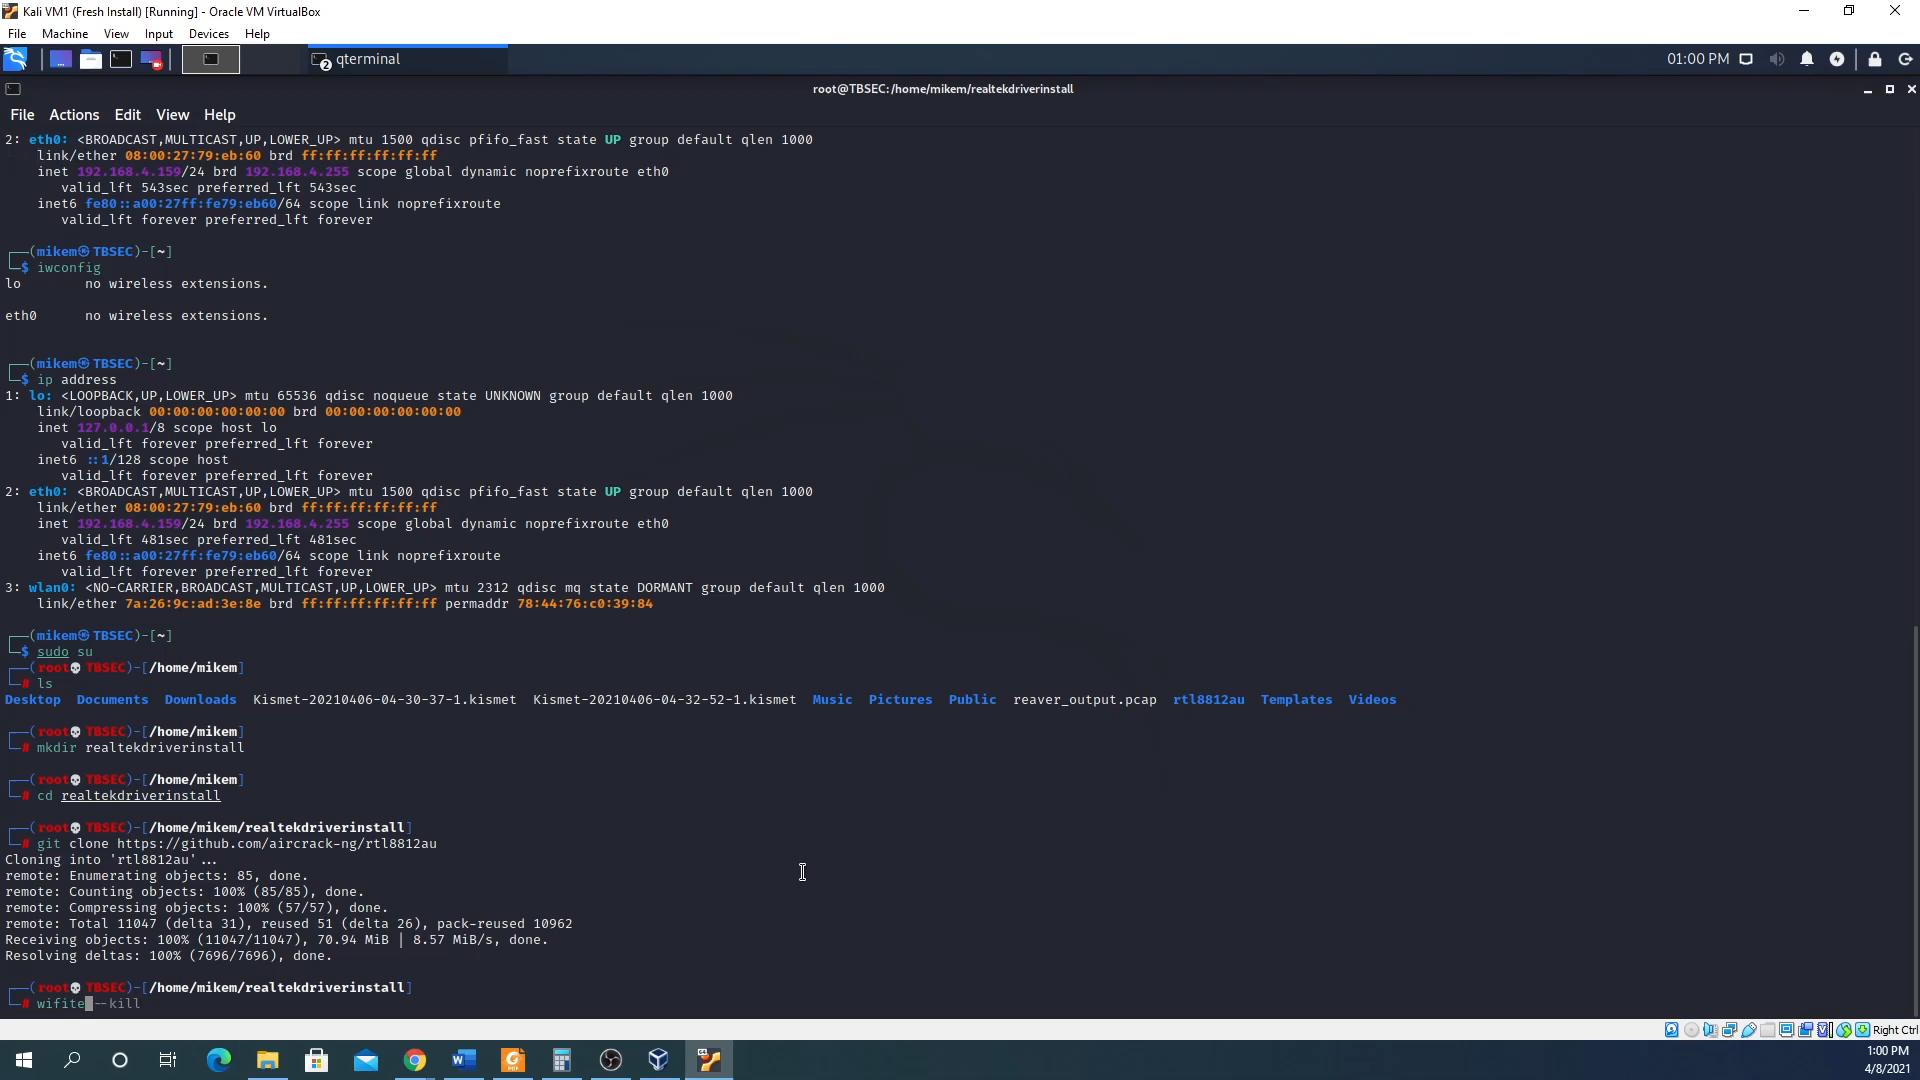 Kali VM1 (Fresh Install) [Running] - Oracle VM VirtualBox
File Machine View Input Devices Help
2 qterminal 01:00 PM
root@TBSEC:/home/mikem/realtekdriverinstall
File Actions Edit View Help
2: eth0: <BROADCAST,MULTICAST,UP,LOWER_UP> mtu 1500 qdisc pfifo_fast state UP group default qlen 1000
link/ether 08:00:27:79:eb:60 brd ff:ff:ff:ff:ff:ff
inet 192.168.4.159/24 brd 192.168.4.255 scope global dynamic noprefixroute eth0
valid_lft 543sec preferred_lft 543sec
inet6 fe80::a00:27ff:fe79:eb60/64 scope link noprefixroute
valid_lft forever preferred_lft forever
┌──(mikem㉿TBSEC)-[~]
└─$ iwconfig
lo no wireless extensions.
eth0 no wireless extensions.
┌──(mikem㉿TBSEC)-[~]
└─$ ip address
1: lo: <LOOPBACK,UP,LOWER_UP> mtu 65536 qdisc noqueue state UNKNOWN group default qlen 1000
link/loopback 00:00:00:00:00:00 brd 00:00:00:00:00:00
inet 127.0.0.1/8 scope host lo
valid_lft forever preferred_lft forever
inet6 ::1/128 scope host
valid_lft forever preferred_lft forever
2: eth0: <BROADCAST,MULTICAST,UP,LOWER_UP> mtu 1500 qdisc pfifo_fast state UP group default qlen 1000
link/ether 08:00:27:79:eb:60 brd ff:ff:ff:ff:ff:ff
inet 192.168.4.159/24 brd 192.168.4.255 scope global dynamic noprefixroute eth0
valid_lft 481sec preferred_lft 481sec
inet6 fe80::a00:27ff:fe79:eb60/64 scope link noprefixroute
valid_lft forever preferred_lft forever
3: wlan0: <NO-CARRIER,BROADCAST,MULTICAST,UP,LOWER_UP> mtu 2312 qdisc mq state DORMANT group default qlen 1000
link/ether 7a:26:9c:ad:3e:8e brd ff:ff:ff:ff:ff:ff permaddr 78:44:76:c0:39:84
┌──(mikem㉿TBSEC)-[~]
└─$ sudo su
┌──(root💀TBSEC)-[/home/mikem]
└─# ls
Desktop Documents Downloads Kismet-20210406-04-30-37-1.kismet Kismet-20210406-04-32-52-1.kismet Music Pictures Public reaver_output.pcap rtl8812au Templates Videos
┌──(root💀TBSEC)-[/home/mikem]
└─# mkdir realtekdriverinstall
┌──(root💀TBSEC)-[/home/mikem]
└─# cd realtekdriverinstall
┌──(root💀TBSEC)-[/home/mikem/realtekdriverinstall]
└─# git clone https://github.com/aircrack-ng/rtl8812au
Cloning into 'rtl8812au'...
remote: Enumerating objects: 85, done.
remote: Counting objects: 100% (85/85), done.
remote: Compressing objects: 100% (57/57), done.
remote: Total 11047 (delta 31), reused 51 (delta 26), pack-reused 10962
Receiving objects: 100% (11047/11047), 70.94 MiB | 8.57 MiB/s, done.
Resolving deltas: 100% (7696/7696), done.
┌──(root💀TBSEC)-[/home/mikem/realtekdriverinstall]
└─# wifite --kill
Right Ctrl
1:00 PM
4/8/2021